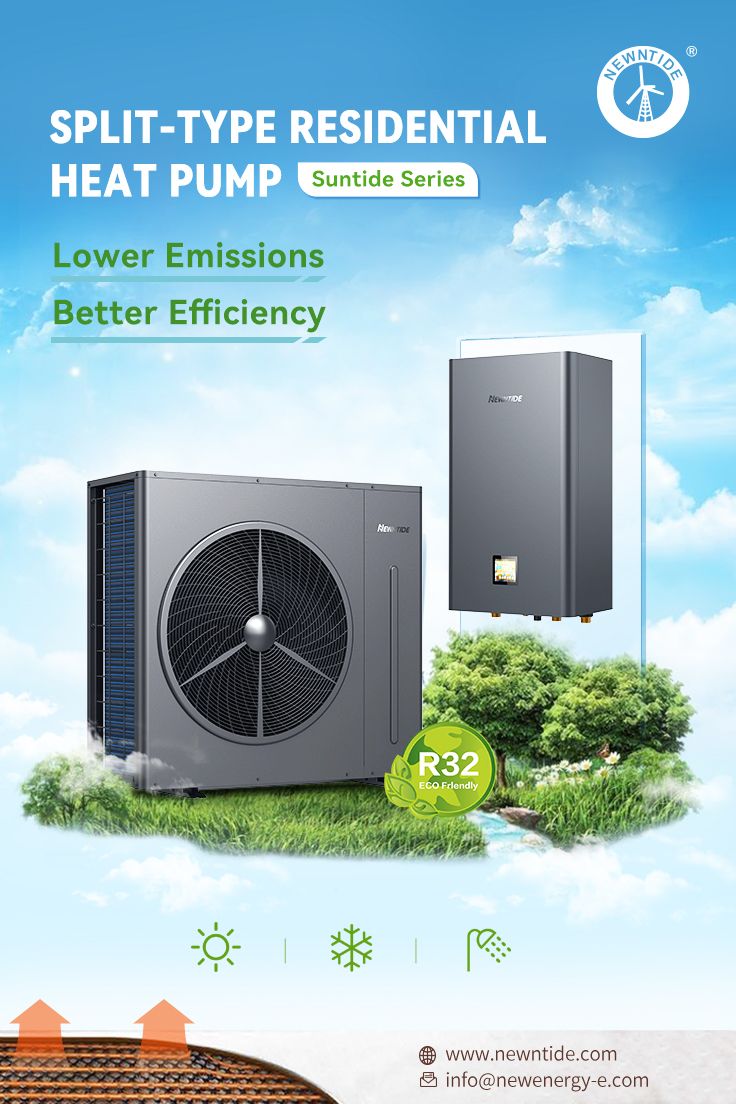 NEWNTIDE
®
SPLIT-TYPE RESIDENTIAL
HEAT PUMP
Suntide Series
Lower Emissions
Better Efficiency
NEWNTIDE
NEWNTIDE
R32
ECO Friendly
www.newntide.com
info@newenergy-e.com